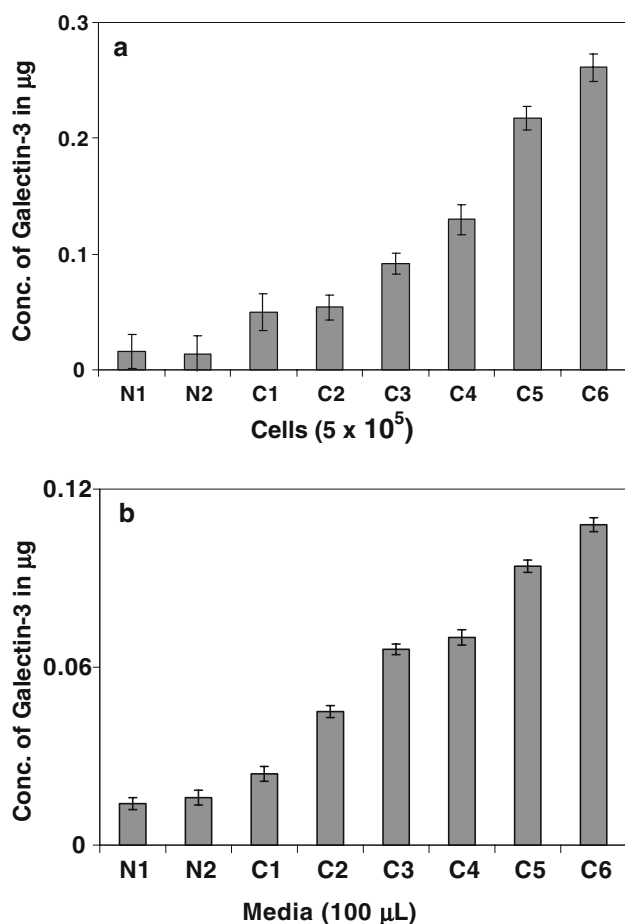 a
Conc. of Galectin-3 in µg
0.3
0.2
0.1
0
N1 N2 C1 C2 C3 C4 C5 C6
Cells (5 x 10⁵)
b
Conc. of Galectin-3 in µg
0.12
0.06
0
N1 N2 C1 C2 C3 C4 C5 C6
Media (100 µL)